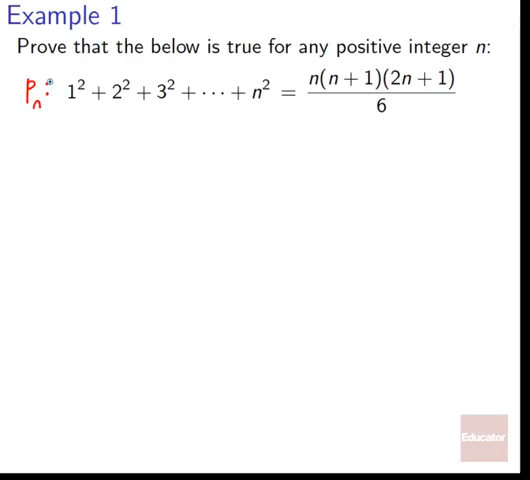 Example 1
Prove that the below is true for any positive integer n:
Pₙ: 1² + 2² + 3² + ⋯ + n² = n(n + 1)(2n + 1) / 6
Educator